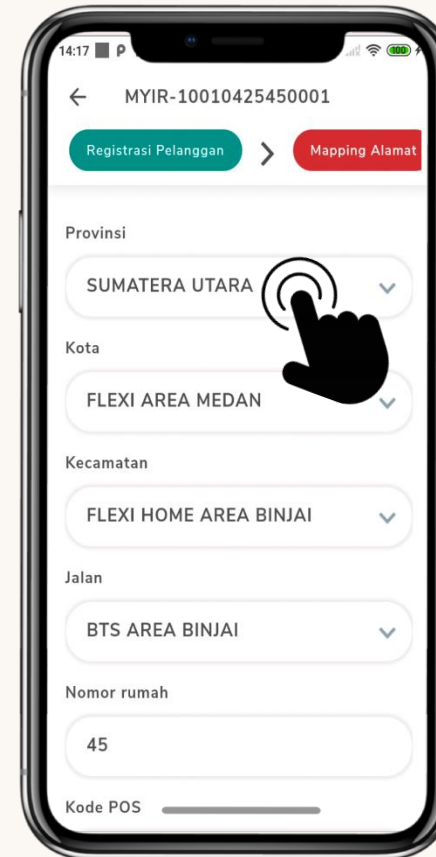 14:17
100
MYIR-10010425450001
Registrasi Pelanggan
Mapping Alamat
Provinsi
SUMATERA UTARA
Kota
FLEXI AREA MEDAN
Kecamatan
FLEXI HOME AREA BINJAI
Jalan
BTS AREA BINJAI
Nomor rumah
45
Kode POS